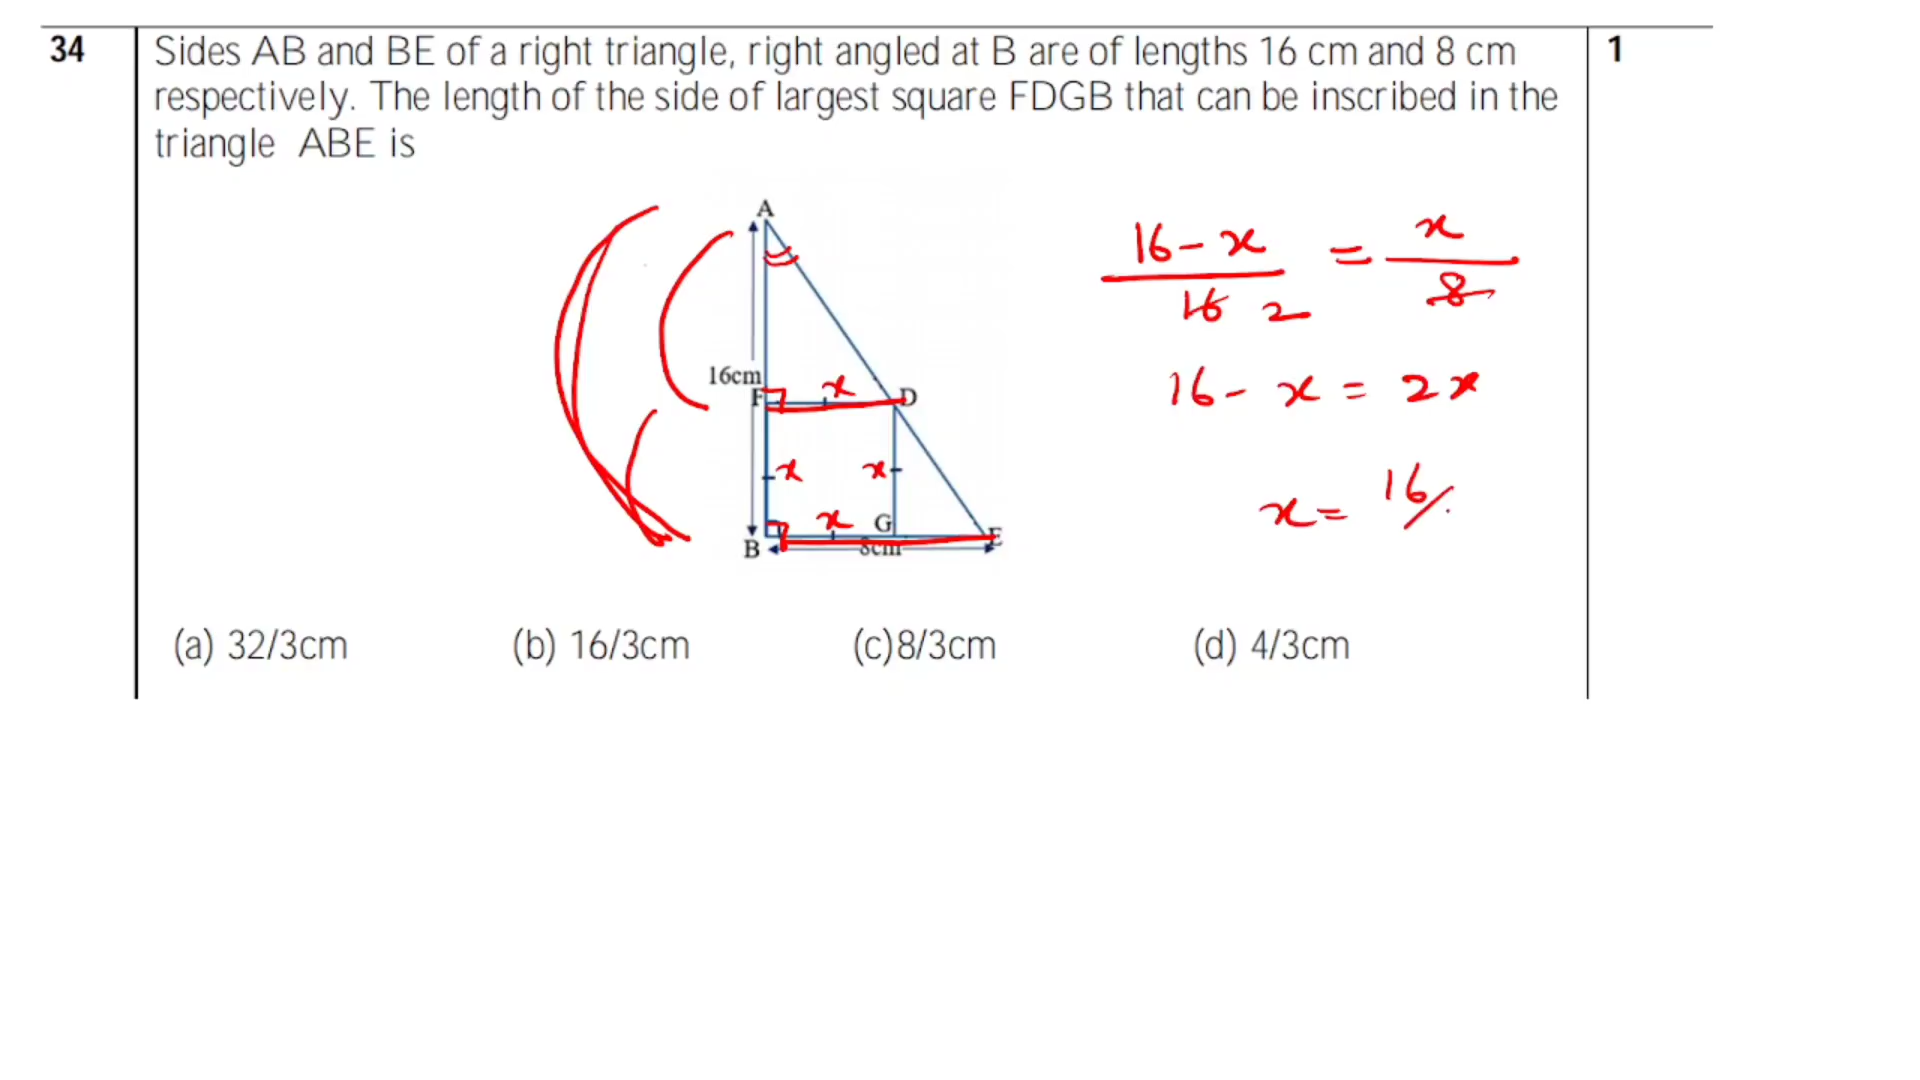 34
Sides AB and BE of a right triangle, right angled at B are of lengths 16 cm and 8 cm
respectively. The length of the side of largest square FDGB that can be inscribed in the
triangle ABE is
1
A
16cm
F
x
D
x
x
x
G
B
8cm
E
16-x/16 2 = x/8
16-x = 2x
x= 16/
(a) 32/3cm (b) 16/3cm (c)8/3cm (d) 4/3cm